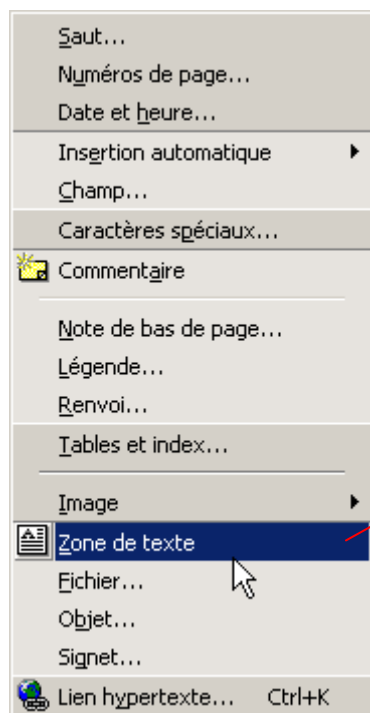 Saut...
Numéros de page...
Date et heure...
Insertion automatique
Champ...
Caractères spéciaux...
Commentaire
Note de bas de page...
Légende...
Renvoi...
Tables et index...
Image
Zone de texte
Fichier...
Objet...
Signet...
Lien hypertexte... Ctrl+K